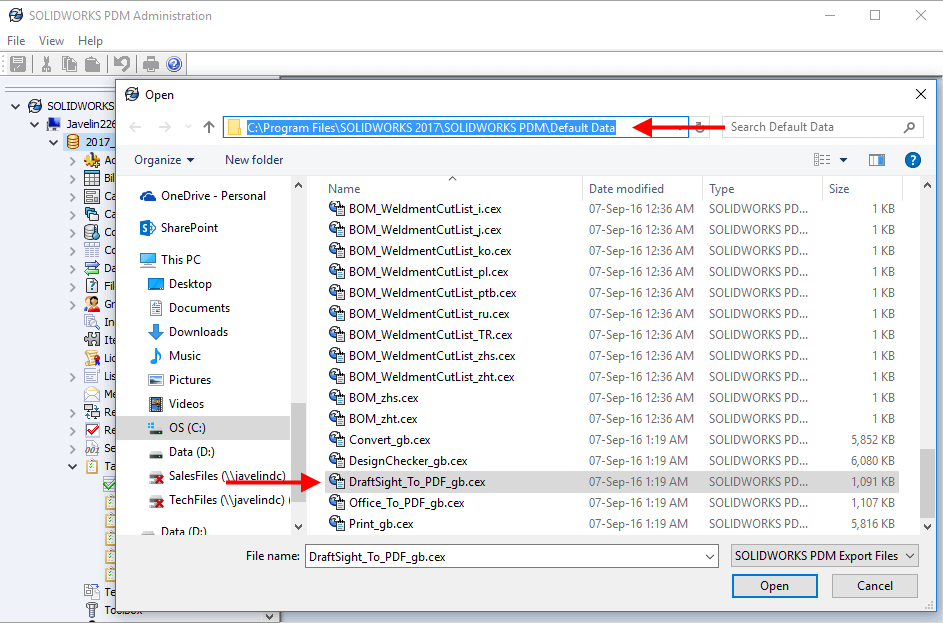 SOLIDWORKS PDM Administration
File View Help
SOLIDWORKS
Javelin226
2017_
Ac
Bil
Ca
Ca
Co
Co
Da
Fil
Gr
In
Ite
Lic
Lis
Me
Re
Re
Se
Ta
Te
Toolbox
Open
C:\Program Files\SOLIDWORKS 2017\SOLIDWORKS PDM\Default Data
Search Default Data
Organize New folder
OneDrive - Personal
SharePoint
This PC
Desktop
Documents
Downloads
Music
Pictures
Videos
OS (C:)
Data (D:)
SalesFiles (\\javelindc)
TechFiles (\\javelindc) (
Data (D:)
Name Date modified Type Size
BOM_WeldmentCutList_i.cex 07-Sep-16 12:36 AM SOLIDWORKS PD... 1 KB
BOM_WeldmentCutList_j.cex 07-Sep-16 12:36 AM SOLIDWORKS PD... 1 KB
BOM_WeldmentCutList_ko.cex 07-Sep-16 12:36 AM SOLIDWORKS PD... 1 KB
BOM_WeldmentCutList_pl.cex 07-Sep-16 12:36 AM SOLIDWORKS PD... 1 KB
BOM_WeldmentCutList_ptb.cex 07-Sep-16 12:36 AM SOLIDWORKS PD... 1 KB
BOM_WeldmentCutList_ru.cex 07-Sep-16 12:36 AM SOLIDWORKS PD... 1 KB
BOM_WeldmentCutList_TR.cex 07-Sep-16 12:36 AM SOLIDWORKS PD... 1 KB
BOM_WeldmentCutList_zhs.cex 07-Sep-16 12:36 AM SOLIDWORKS PD... 1 KB
BOM_WeldmentCutList_zht.cex 07-Sep-16 12:36 AM SOLIDWORKS PD... 1 KB
BOM_zhs.cex 07-Sep-16 12:36 AM SOLIDWORKS PD... 1 KB
BOM_zht.cex 07-Sep-16 12:36 AM SOLIDWORKS PD... 1 KB
Convert_gb.cex 07-Sep-16 1:19 AM SOLIDWORKS PD... 5,852 KB
DesignChecker_gb.cex 07-Sep-16 1:19 AM SOLIDWORKS PD... 6,080 KB
DraftSight_To_PDF_gb.cex 07-Sep-16 1:19 AM SOLIDWORKS PD... 1,091 KB
Office_To_PDF_gb.cex 07-Sep-16 1:19 AM SOLIDWORKS PD... 1,107 KB
Print_gb.cex 07-Sep-16 1:19 AM SOLIDWORKS PD... 5,816 KB
File name: DraftSight_To_PDF_gb.cex SOLIDWORKS PDM Export Files
Open Cancel